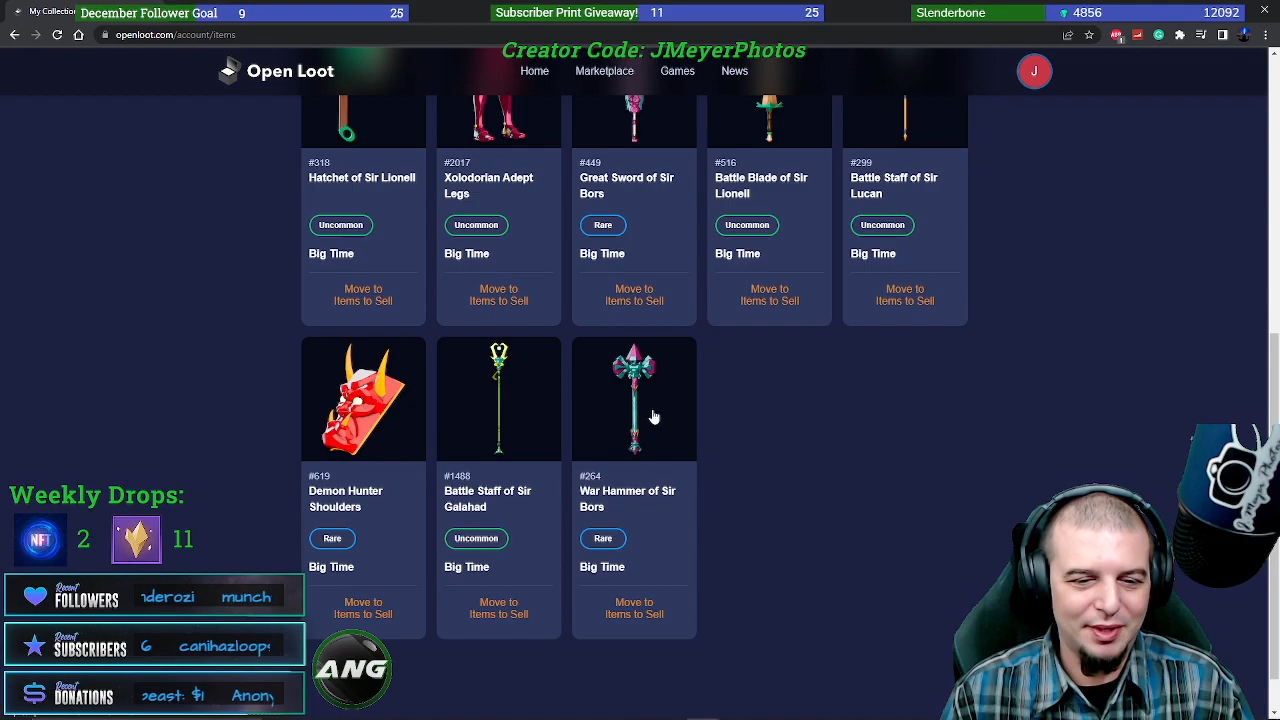 My Collection
December Follower Goal 9 25
Subscriber Print Giveaway! 11 25
Slenderbone 4856 12092
openloot.com/account/items
Creator Code: JMeyerPhotos
Open Loot
Home Marketplace Games News
J
#318
Hatchet of Sir Lionell
Uncommon
Big Time
Move to
Items to Sell
#2017
Xolodorian Adept
Legs
Uncommon
Big Time
Move to
Items to Sell
#449
Great Sword of Sir
Bors
Rare
Big Time
Move to
Items to Sell
#516
Battle Blade of Sir
Lionell
Uncommon
Big Time
Move to
Items to Sell
#299
Battle Staff of Sir
Lucan
Uncommon
Big Time
Move to
Items to Sell
#619
Demon Hunter
Shoulders
Rare
Big Time
Move to
Items to Sell
#1488
Battle Staff of Sir
Galahad
Uncommon
Big Time
Move to
Items to Sell
#264
War Hammer of Sir
Bors
Rare
Big Time
Move to
Items to Sell
Weekly Drops:
NFT 2 11
Recent
FOLLOWERS derozi munch
Recent
SUBSCRIBERS 6 canihazloops
Recent
DONATIONS beast: $1 Anony
ANG